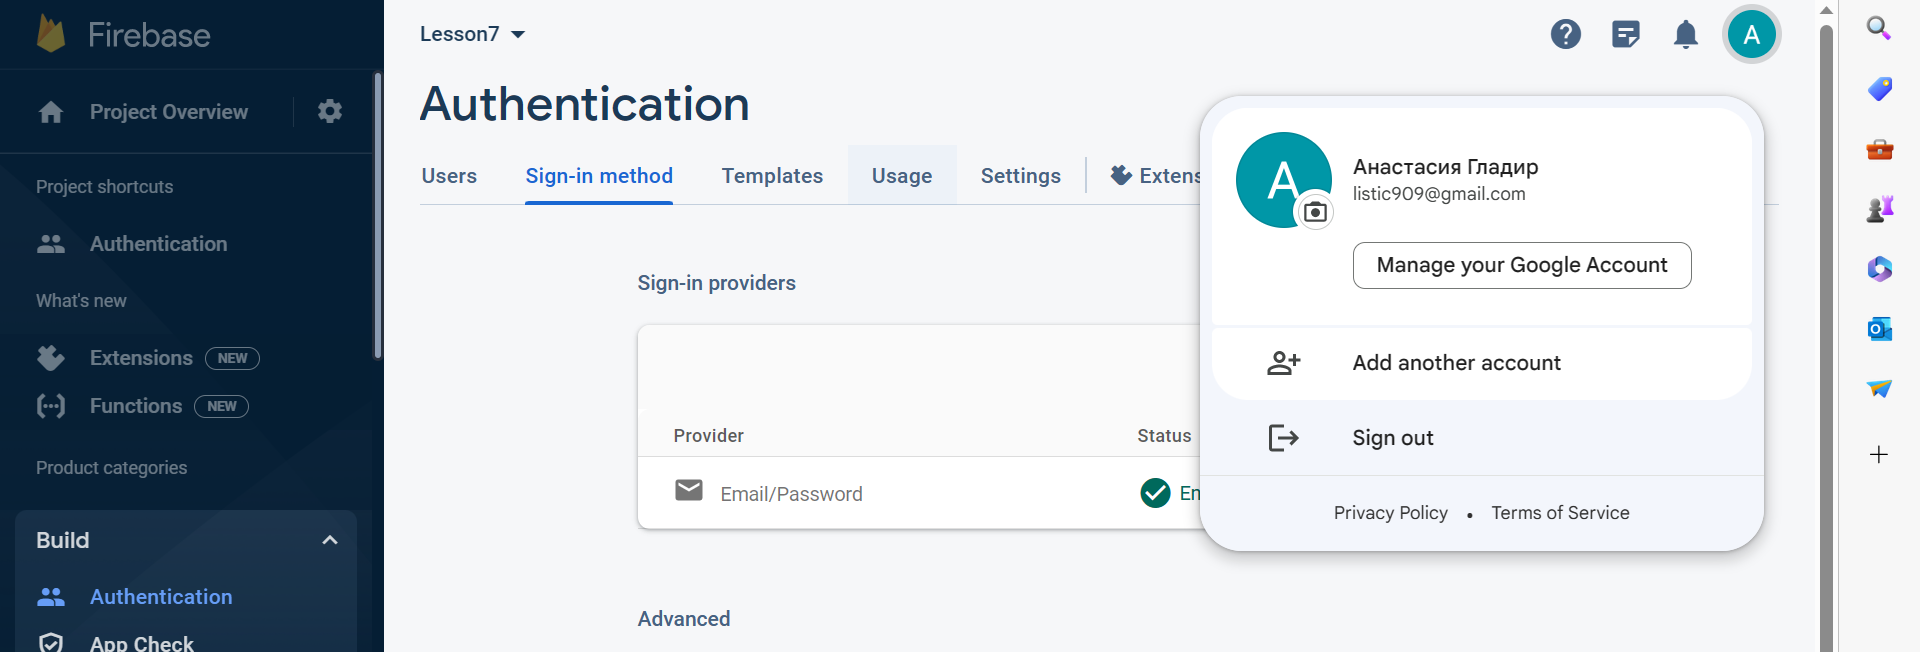 Firebase
Project Overview
Project shortcuts
Authentication
What's new
Extensions NEW
Functions NEW
Product categories
Build
Authentication
App Check
Lesson7
A
Authentication
Users Sign-in method Templates Usage Settings Extens
Sign-in providers
Provider Status
Email/Password En
Advanced
A
Анастасия Гладир
listic909@gmail.com
Manage your Google Account
Add another account
Sign out
Privacy Policy • Terms of Service